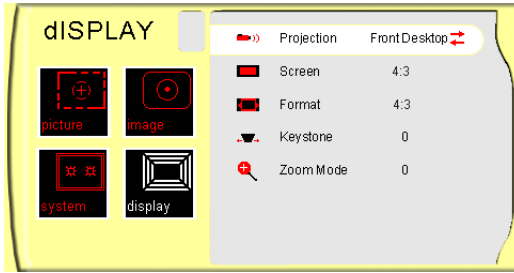 dISPLAY
picture
image
system
display
Projection Front Desktop
Screen 4:3
Format 4:3
Keystone 0
Zoom Mode 0